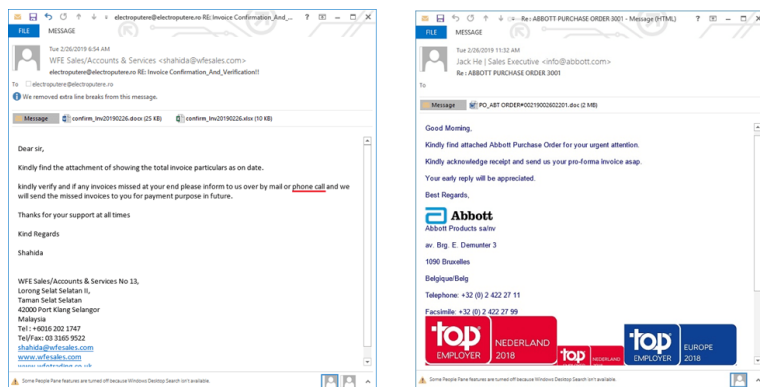 electroputere@electroputere.ro RE: Invoice Confirmation_And_...
FILE
MESSAGE
Tue 2/26/2019 6:54 AM
WFE Sales/Accounts & Services <shahida@wfesales.com>
electroputere@electroputere.ro RE: Invoice Confirmation_And_Verification!!
To electroputere@electroputere.ro
We removed extra line breaks from this message.
Message
confirm_Inv20190226.docx (25 KB)
confirm_Inv20190226.xlsx (10 KB)
Dear sir,
Kindly find the attachment of showing the total invoice particulars as on date.
kindly verify and if any invoices missed at your end please inform to us over by mail or phone call and we
will send the missed invoices to you for payment purpose in future.
Thanks for your support at all times
Kind Regards
Shahida
WFE Sales/Accounts & Services No 13,
Lorong Selat Selatan II,
Taman Selat Selatan
42000 Port Klang Selangor
Malaysia
Tel : +6016 202 1747
Tel/Fax: 03 3165 9522
shahida@wfesales.com
www.wfesales.com
www.wfetrading.co.uk
Some People Pane features are turned off because Windows Desktop Search isn't available.
Re : ABBOTT PURCHASE ORDER 3001 - Message (HTML)
FILE
MESSAGE
Tue 2/26/2019 11:32 AM
Jack He | Sales Executive <info@abbott.com>
Re : ABBOTT PURCHASE ORDER 3001
To
Message
PO_ABT ORDER#00219002602201.doc (2 MB)
Good Morning,
Kindly find attached Abbott Purchase Order for your urgent attention.
Kindly acknowledge receipt and send us your pro-forma invoice asap.
Your early reply will be appreciated.
Best Regards,
Abbott
Abbott Products sa/nv
av. Brg. E. Demunter 3
1090 Bruxelles
Belgique/Belg
Telephone: +32 (0) 2 422 27 11
Facsimile: +32 (0) 2 422 27 99
top EMPLOYER NEDERLAND 2018
top NEDERLAND
top EMPLOYER EUROPE 2018
Some People Pane features are turned off because Windows Desktop Search isn't available.